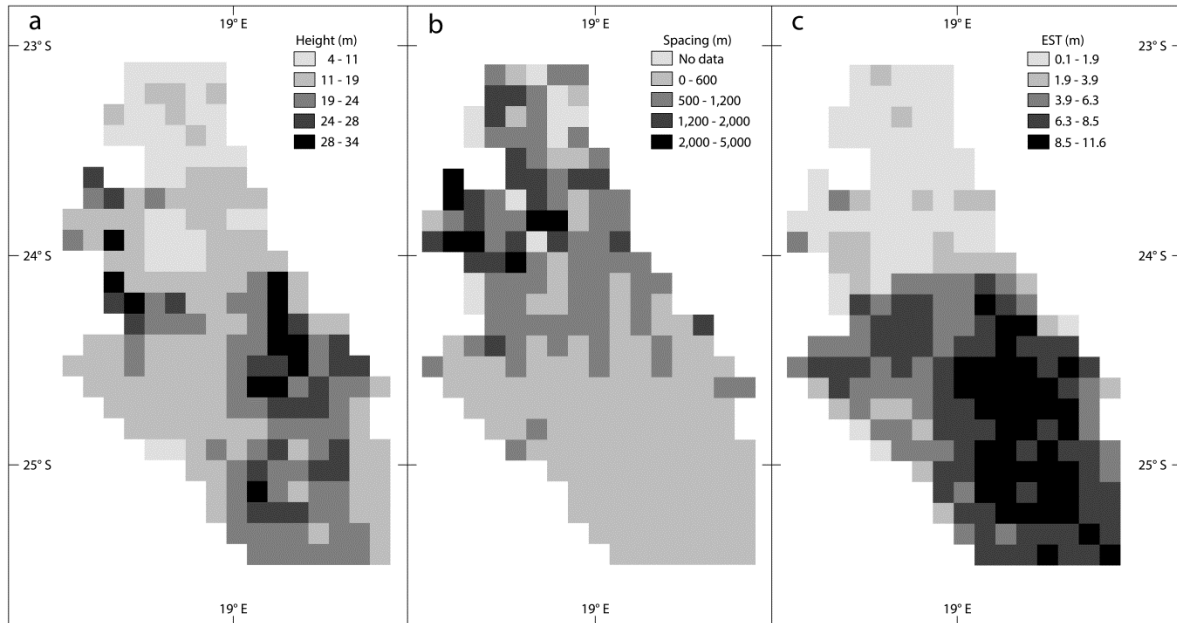 a
19° E
23° S
Height (m)
4 - 11
11 - 19
19 - 24
24 - 28
28 - 34
24° S
25° S
19° E
b
19° E
Spacing (m)
No data
0 - 600
500 - 1,200
1,200 - 2,000
2,000 - 5,000
19° E
c
19° E
23° S
EST (m)
0.1 - 1.9
1.9 - 3.9
3.9 - 6.3
6.3 - 8.5
8.5 - 11.6
24° S
25° S
19° E